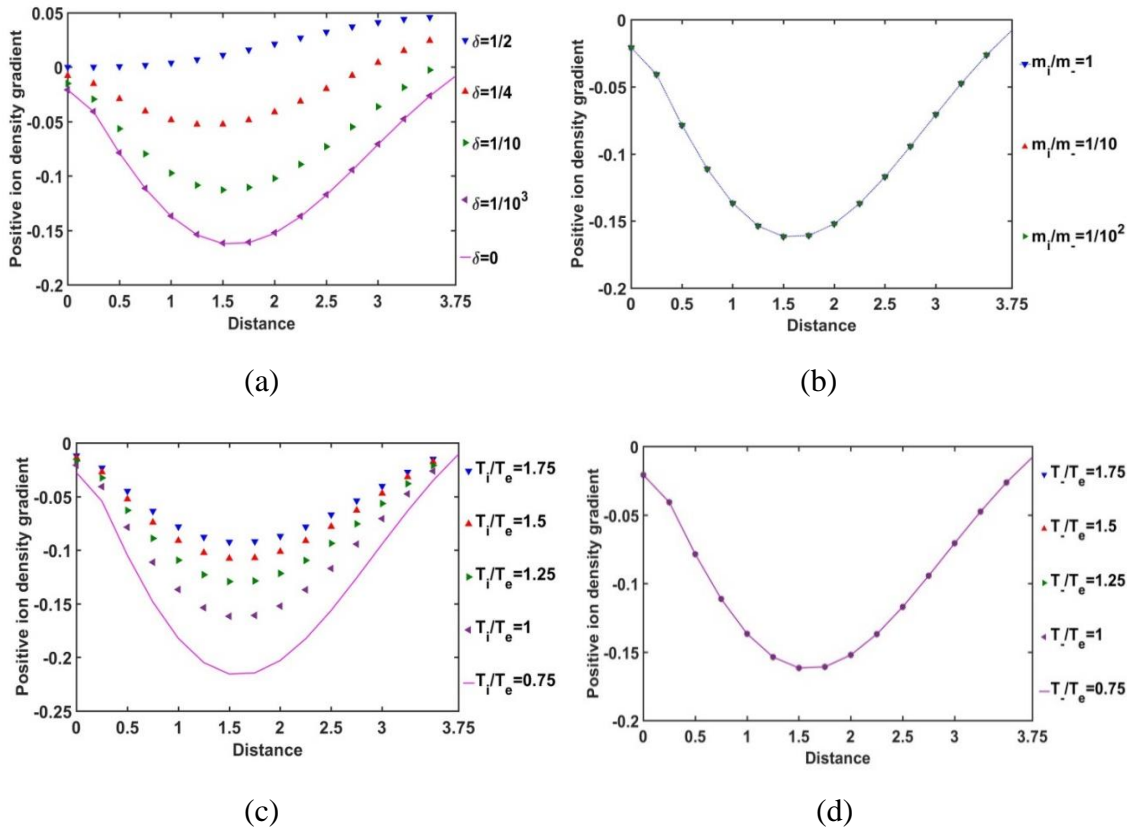 0.05
0
-0.05
-0.1
-0.15
-0.2
Positive ion density gradient
0 0.5 1 1.5 2 2.5 3 3.75
Distance
δ=1/2
δ=1/4
δ=1/10
δ=1/10³
δ=0
(a)
0
-0.05
-0.1
-0.15
-0.2
Positive ion density gradient
0 0.5 1 1.5 2 2.5 3 3.75
Distance
mᵢ/m₋=1
mᵢ/m₋=1/10
mᵢ/m₋=1/10²
(b)
0
-0.05
-0.1
-0.15
-0.2
-0.25
Positive ion density gradient
0 0.5 1 1.5 2 2.5 3 3.75
Distance
Tᵢ/Tₑ=1.75
Tᵢ/Tₑ=1.5
Tᵢ/Tₑ=1.25
Tᵢ/Tₑ=1
Tᵢ/Tₑ=0.75
(c)
0
-0.05
-0.1
-0.15
-0.2
Positive ion density gradient
0 0.5 1 1.5 2 2.5 3 3.75
Distance
T₋/Tₑ=1.75
T₋/Tₑ=1.5
T₋/Tₑ=1.25
T₋/Tₑ=1
T₋/Tₑ=0.75
(d)